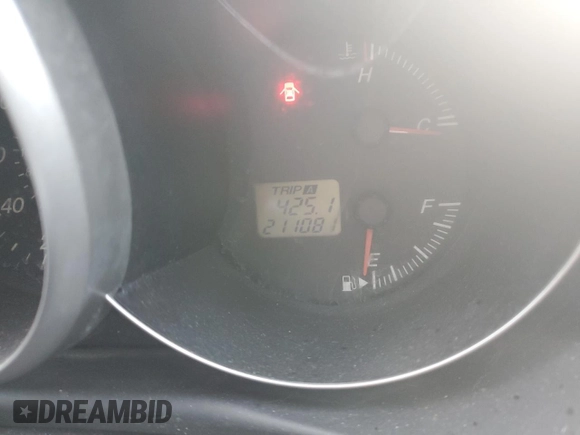 H
C
TRIP A
425.1
211081
F
E
40
DREAMBID